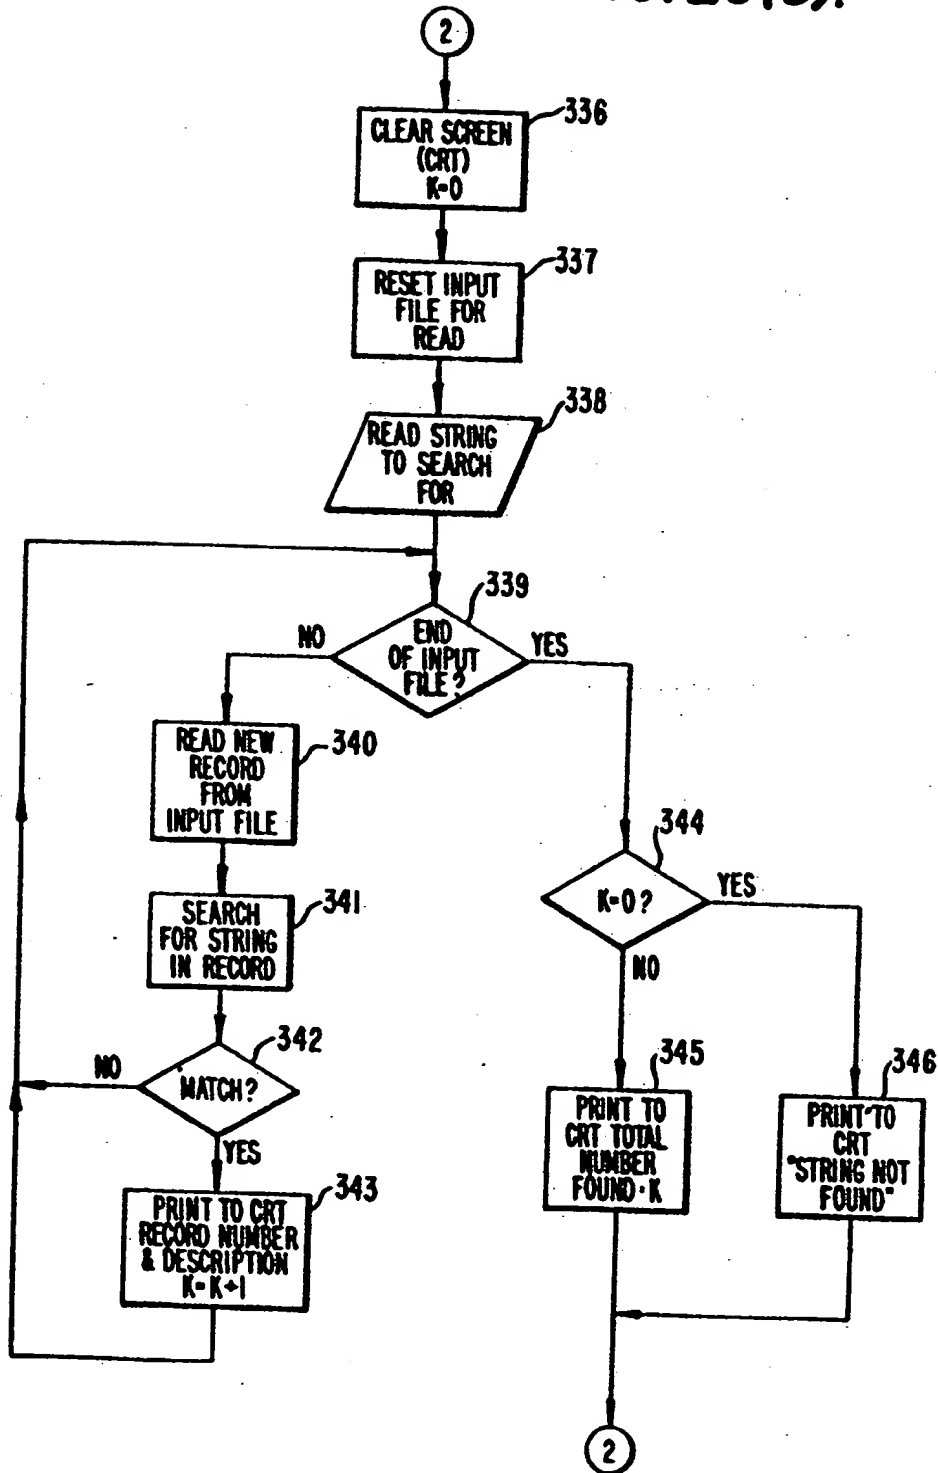 2
336
CLEAR SCREEN
(CRT)
K=0
337
RESET INPUT
FILE FOR
READ
338
READ STRING
TO SEARCH
FOR
339
END
OF INPUT
FILE?
NO
YES
READ NEW
RECORD
FROM
INPUT FILE
340
SEARCH
FOR STRING
IN RECORD
341
MATCH?
342
NO
YES
PRINT TO CRT
RECORD NUMBER
& DESCRIPTION
K=K+1
343
344
K=0?
YES
NO
345
PRINT TO
CRT TOTAL
NUMBER
FOUND·K
346
PRINT TO
CRT
"STRING NOT
FOUND"
2